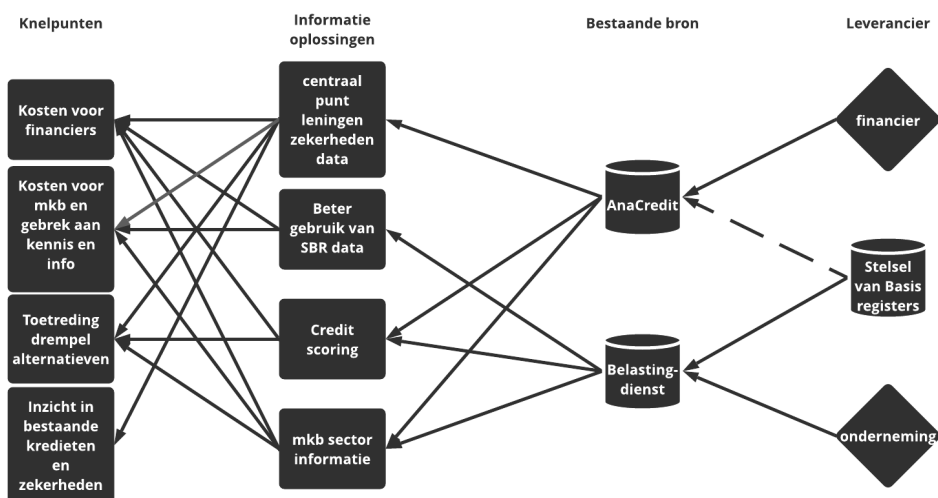 Knelpunten
Informatie
oplossingen
Bestaande bron
Leverancier
Kosten voor
financiers
Kosten voor
mkb en
gebrek aan
kennis en
info
Toetreding
drempel
alternatieven
Inzicht in
bestaande
kredieten
en
zekerheden
centraal
punt
leningen
zekerheden
data
Beter
gebruik van
SBR data
Credit
scoring
mkb sector
informatie
AnaCredit
Belasting-
dienst
financier
Stelsel
van Basis
registers
onderneming